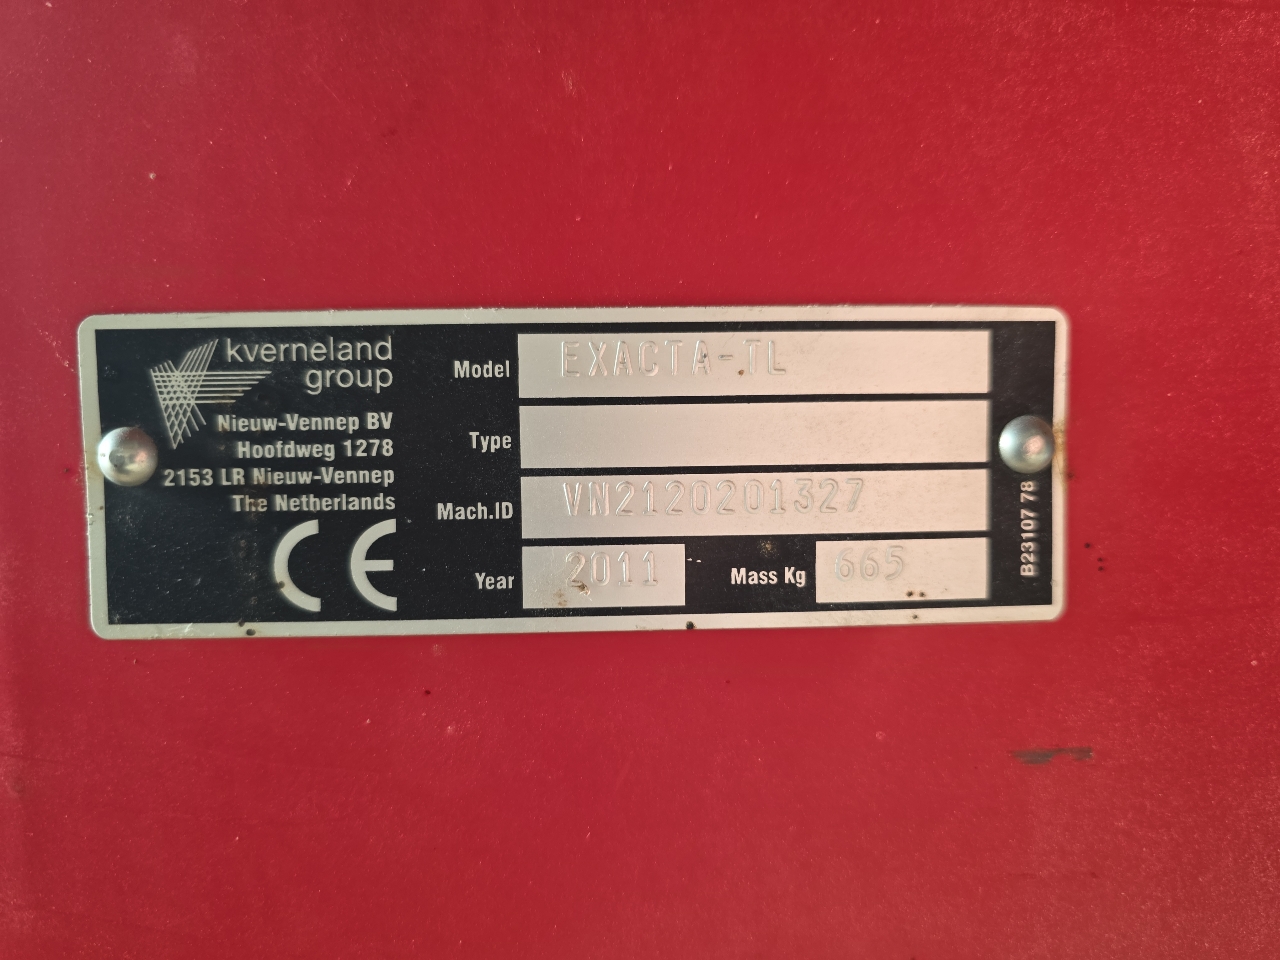 kverneland
group
Nieuw-Vennep BV
Hoofdweg 1278
2153 LR Nieuw-Vennep
The Netherlands
CE
Model EXACTA-TL
Type
Mach.ID VN2120201327
Year 2011 Mass Kg 665
B23107 78